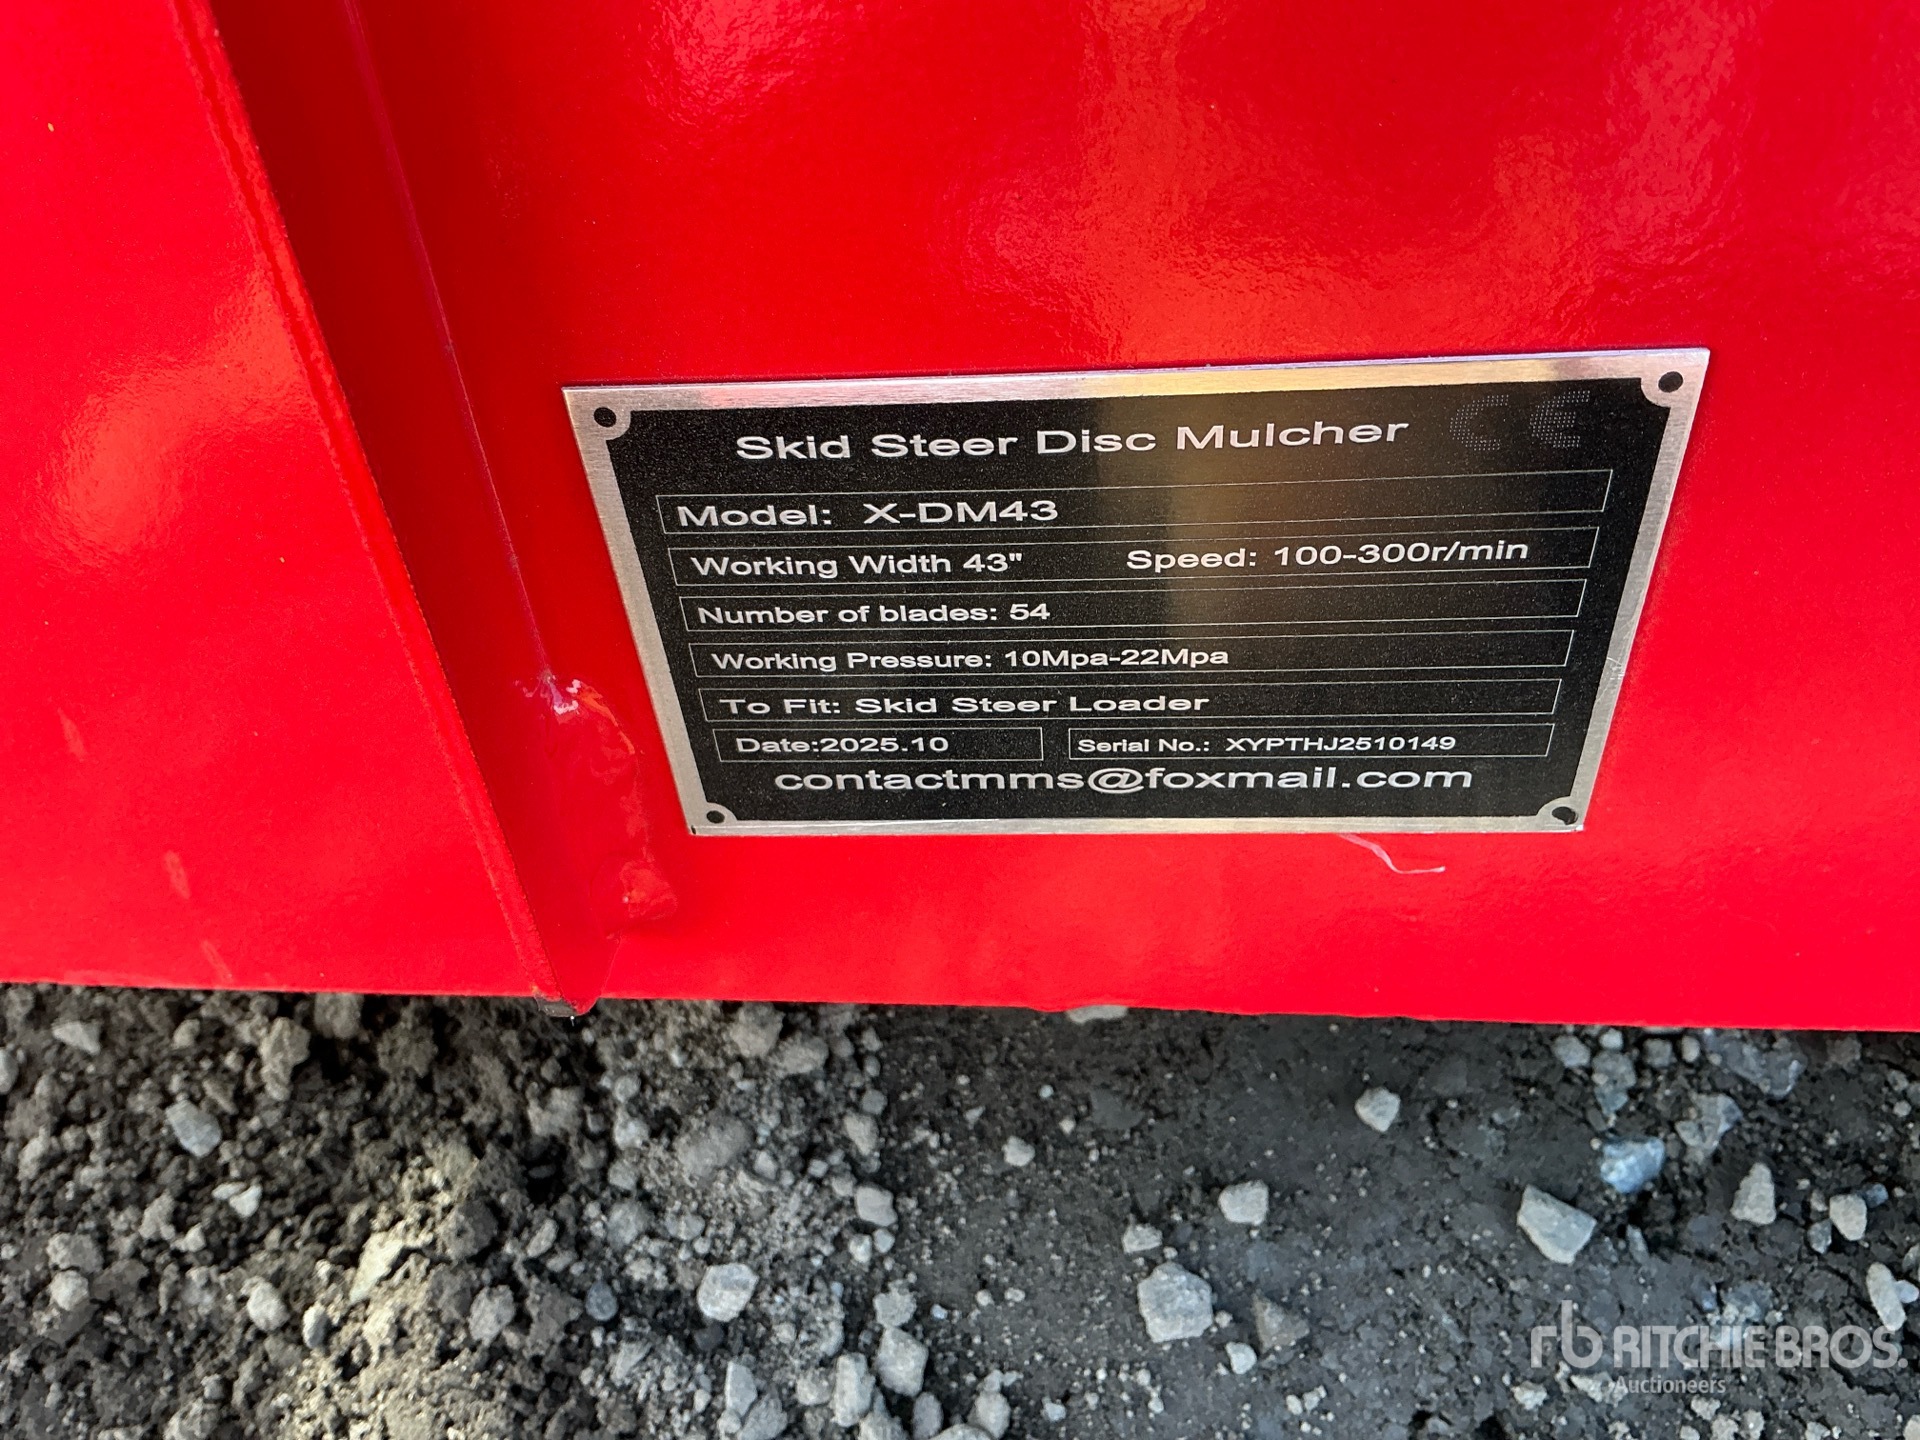 Skid Steer Disc Mulcher CE
Model: X-DM43
Working Width 43" Speed: 100-300r/min
Number of blades: 54
Working Pressure: 10Mpa-22Mpa
To Fit: Skid Steer Loader
Date:2025.10 Serial No.: XYPTHJ2510149
contactmms@foxmail.com
rb RITCHIE BROS.
Auctioneers